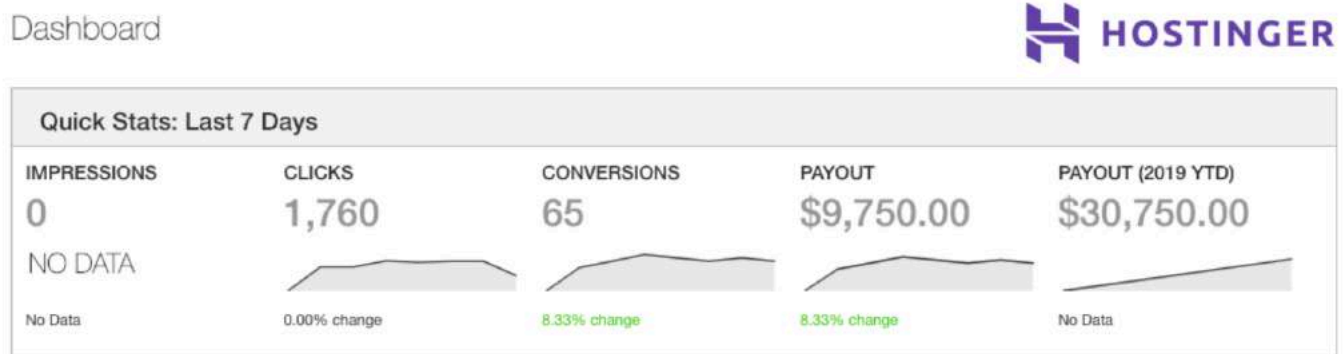 Dashboard
HOSTINGER
Quick Stats: Last 7 Days
IMPRESSIONS CLICKS CONVERSIONS PAYOUT PAYOUT (2019 YTD)
0 1,760 65 $9,750.00 $30,750.00
NO DATA
No Data 0.00% change 8.33% change 8.33% change No Data